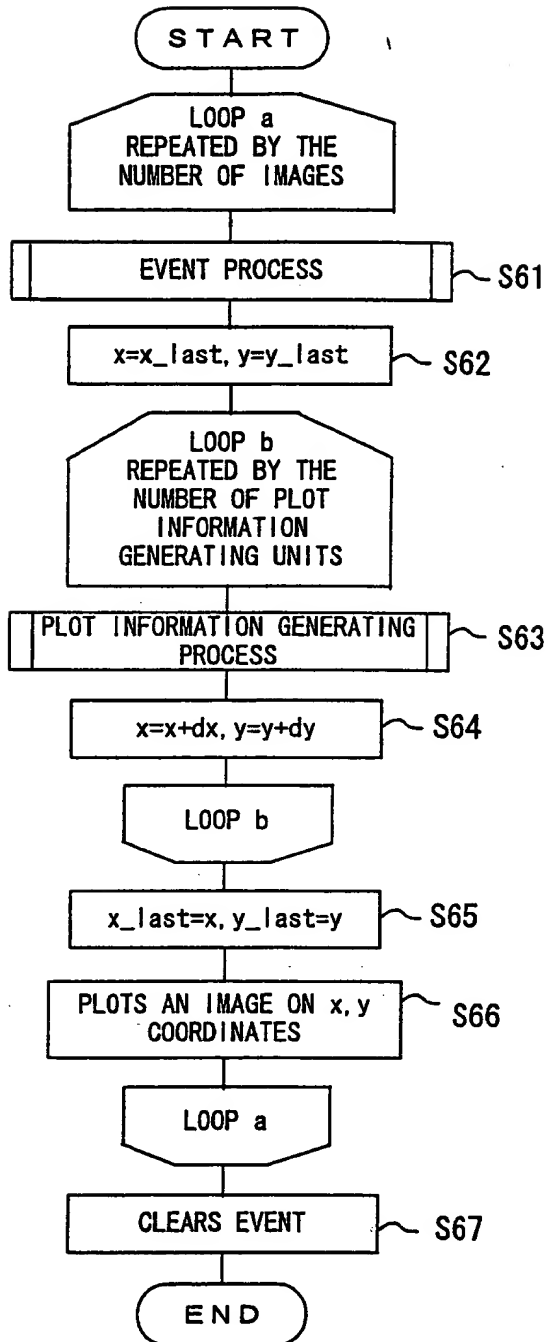 START
LOOP a
REPEATED BY THE
NUMBER OF IMAGES
EVENT PROCESS
S61
x=x_last, y=y_last
S62
LOOP b
REPEATED BY THE
NUMBER OF PLOT
INFORMATION
GENERATING UNITS
PLOT INFORMATION GENERATING
PROCESS
S63
x=x+dx, y=y+dy
S64
LOOP b
x_last=x, y_last=y
S65
PLOTS AN IMAGE ON x, y
COORDINATES
S66
LOOP a
CLEARS EVENT
S67
END